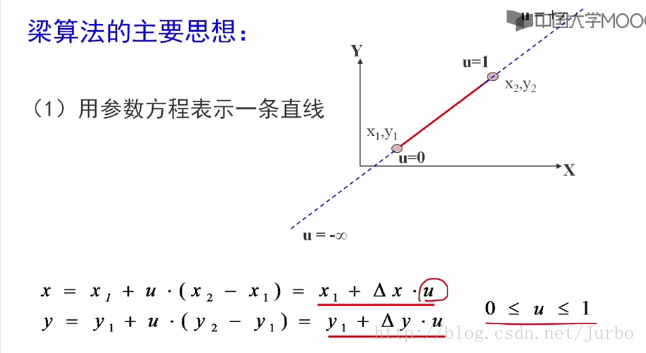 梁算法的主要思想：
中国大学MOO
Y
u=1
x₂,y₂
（1）用参数方程表示一条直线
x₁,y₁
u=0
X
u = -∞
x = x₁ + u · (x₂ − x₁) = x₁ + Δx · u
y = y₁ + u · (y₂ − y₁) = y₁ + Δy · u
0 ≤ u ≤ 1
http://blog.csdn.net/Jurbo